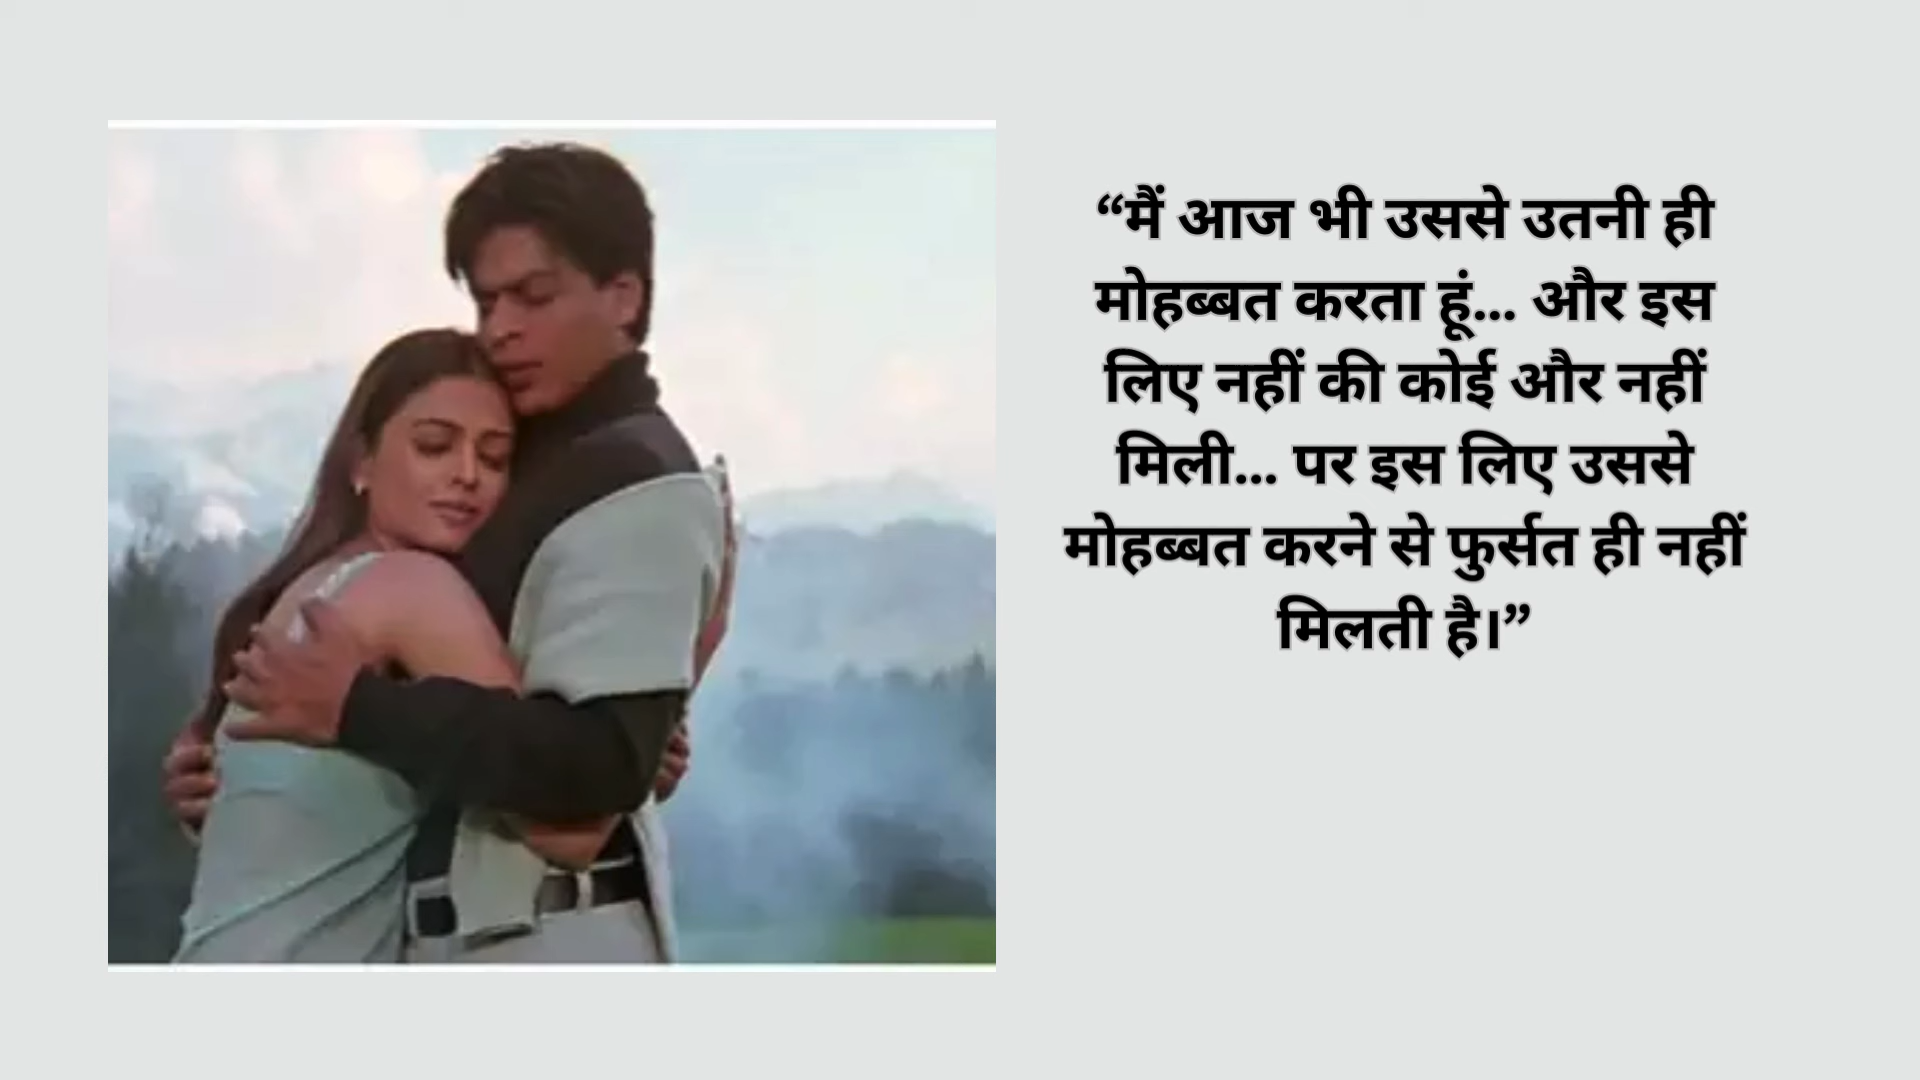 “मैं आज भी उससे उतनी ही
मोहब्बत करता हूं... और इस
लिए नहीं की कोई और नहीं
मिली... पर इस लिए उससे
मोहब्बत करने से फुर्सत ही नहीं
मिलती है।”